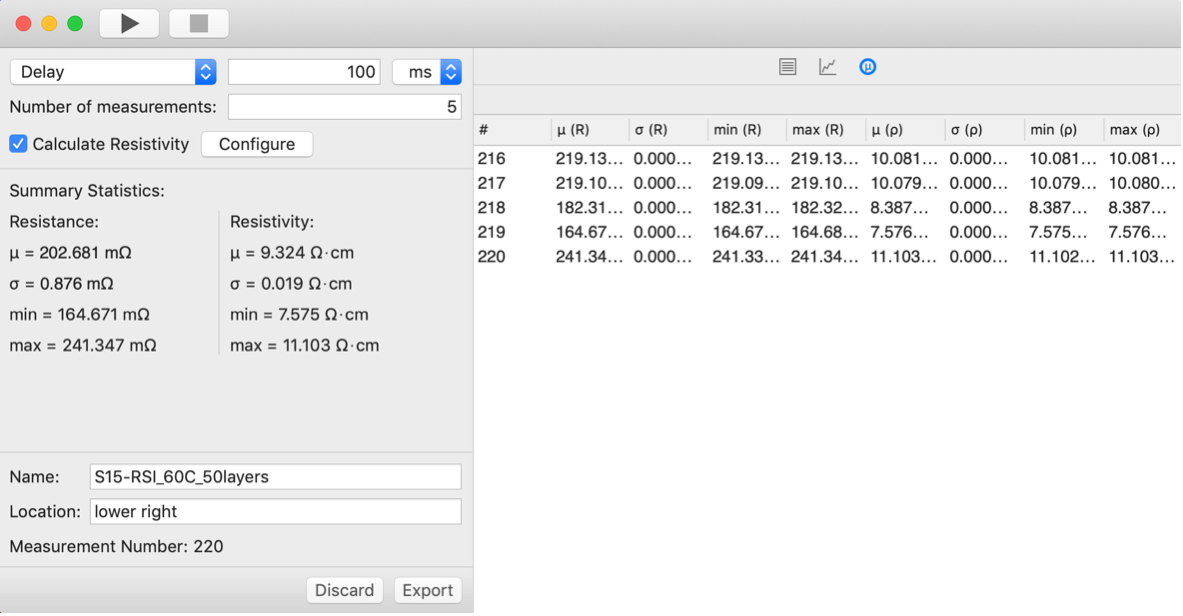 Delay 100 ms
Number of measurements: 5
Calculate Resistivity Configure
Summary Statistics:
Resistance: Resistivity:
μ = 202.681 mΩ μ = 9.324 Ω·cm
σ = 0.876 mΩ σ = 0.019 Ω·cm
min = 164.671 mΩ min = 7.575 Ω·cm
max = 241.347 mΩ max = 11.103 Ω·cm
Name: S15-RSI_60C_50layers
Location: lower right
Measurement Number: 220
Discard Export
μ
# μ (R) σ (R) min (R) max (R) μ (ρ) σ (ρ) min (ρ) max (ρ)
216 219.13... 0.000... 219.13... 219.13... 10.081... 0.000... 10.081... 10.081...
217 219.10... 0.000... 219.09... 219.10... 10.079... 0.000... 10.079... 10.080...
218 182.31... 0.000... 182.31... 182.32... 8.387... 0.000... 8.387... 8.387...
219 164.67... 0.000... 164.67... 164.68... 7.576... 0.000... 7.575... 7.576...
220 241.34... 0.000... 241.33... 241.34... 11.103... 0.000... 11.102... 11.103...